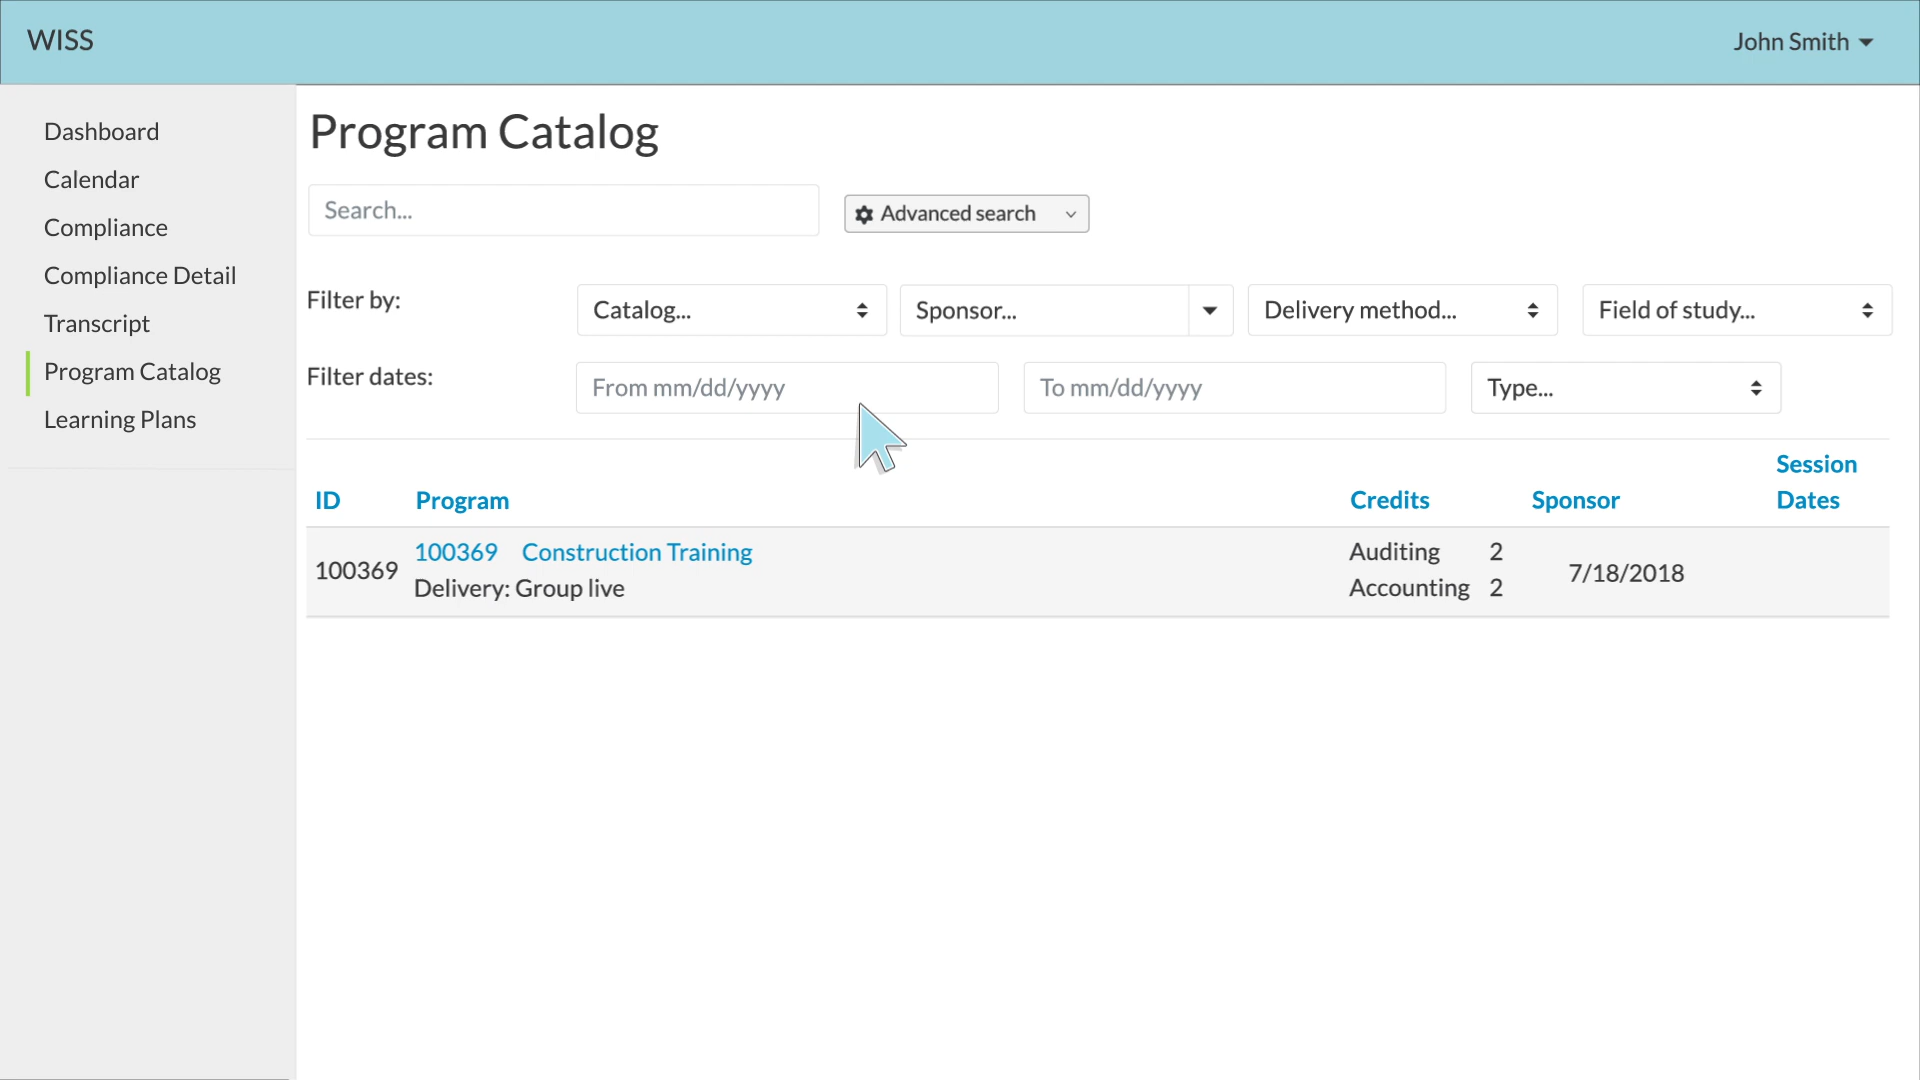 WISS
John Smith
Dashboard
Calendar
Compliance
Compliance Detail
Transcript
Program Catalog
Learning Plans
Program Catalog
Search...
Advanced search
Filter by:
Catalog...
Sponsor...
Delivery method...
Field of study...
Filter dates:
From mm/dd/yyyy
To mm/dd/yyyy
Type...
ID
Program
Credits
Sponsor
Session
Dates
100369
100369 Construction Training
Delivery: Group live
Auditing 2
Accounting 2
7/18/2018